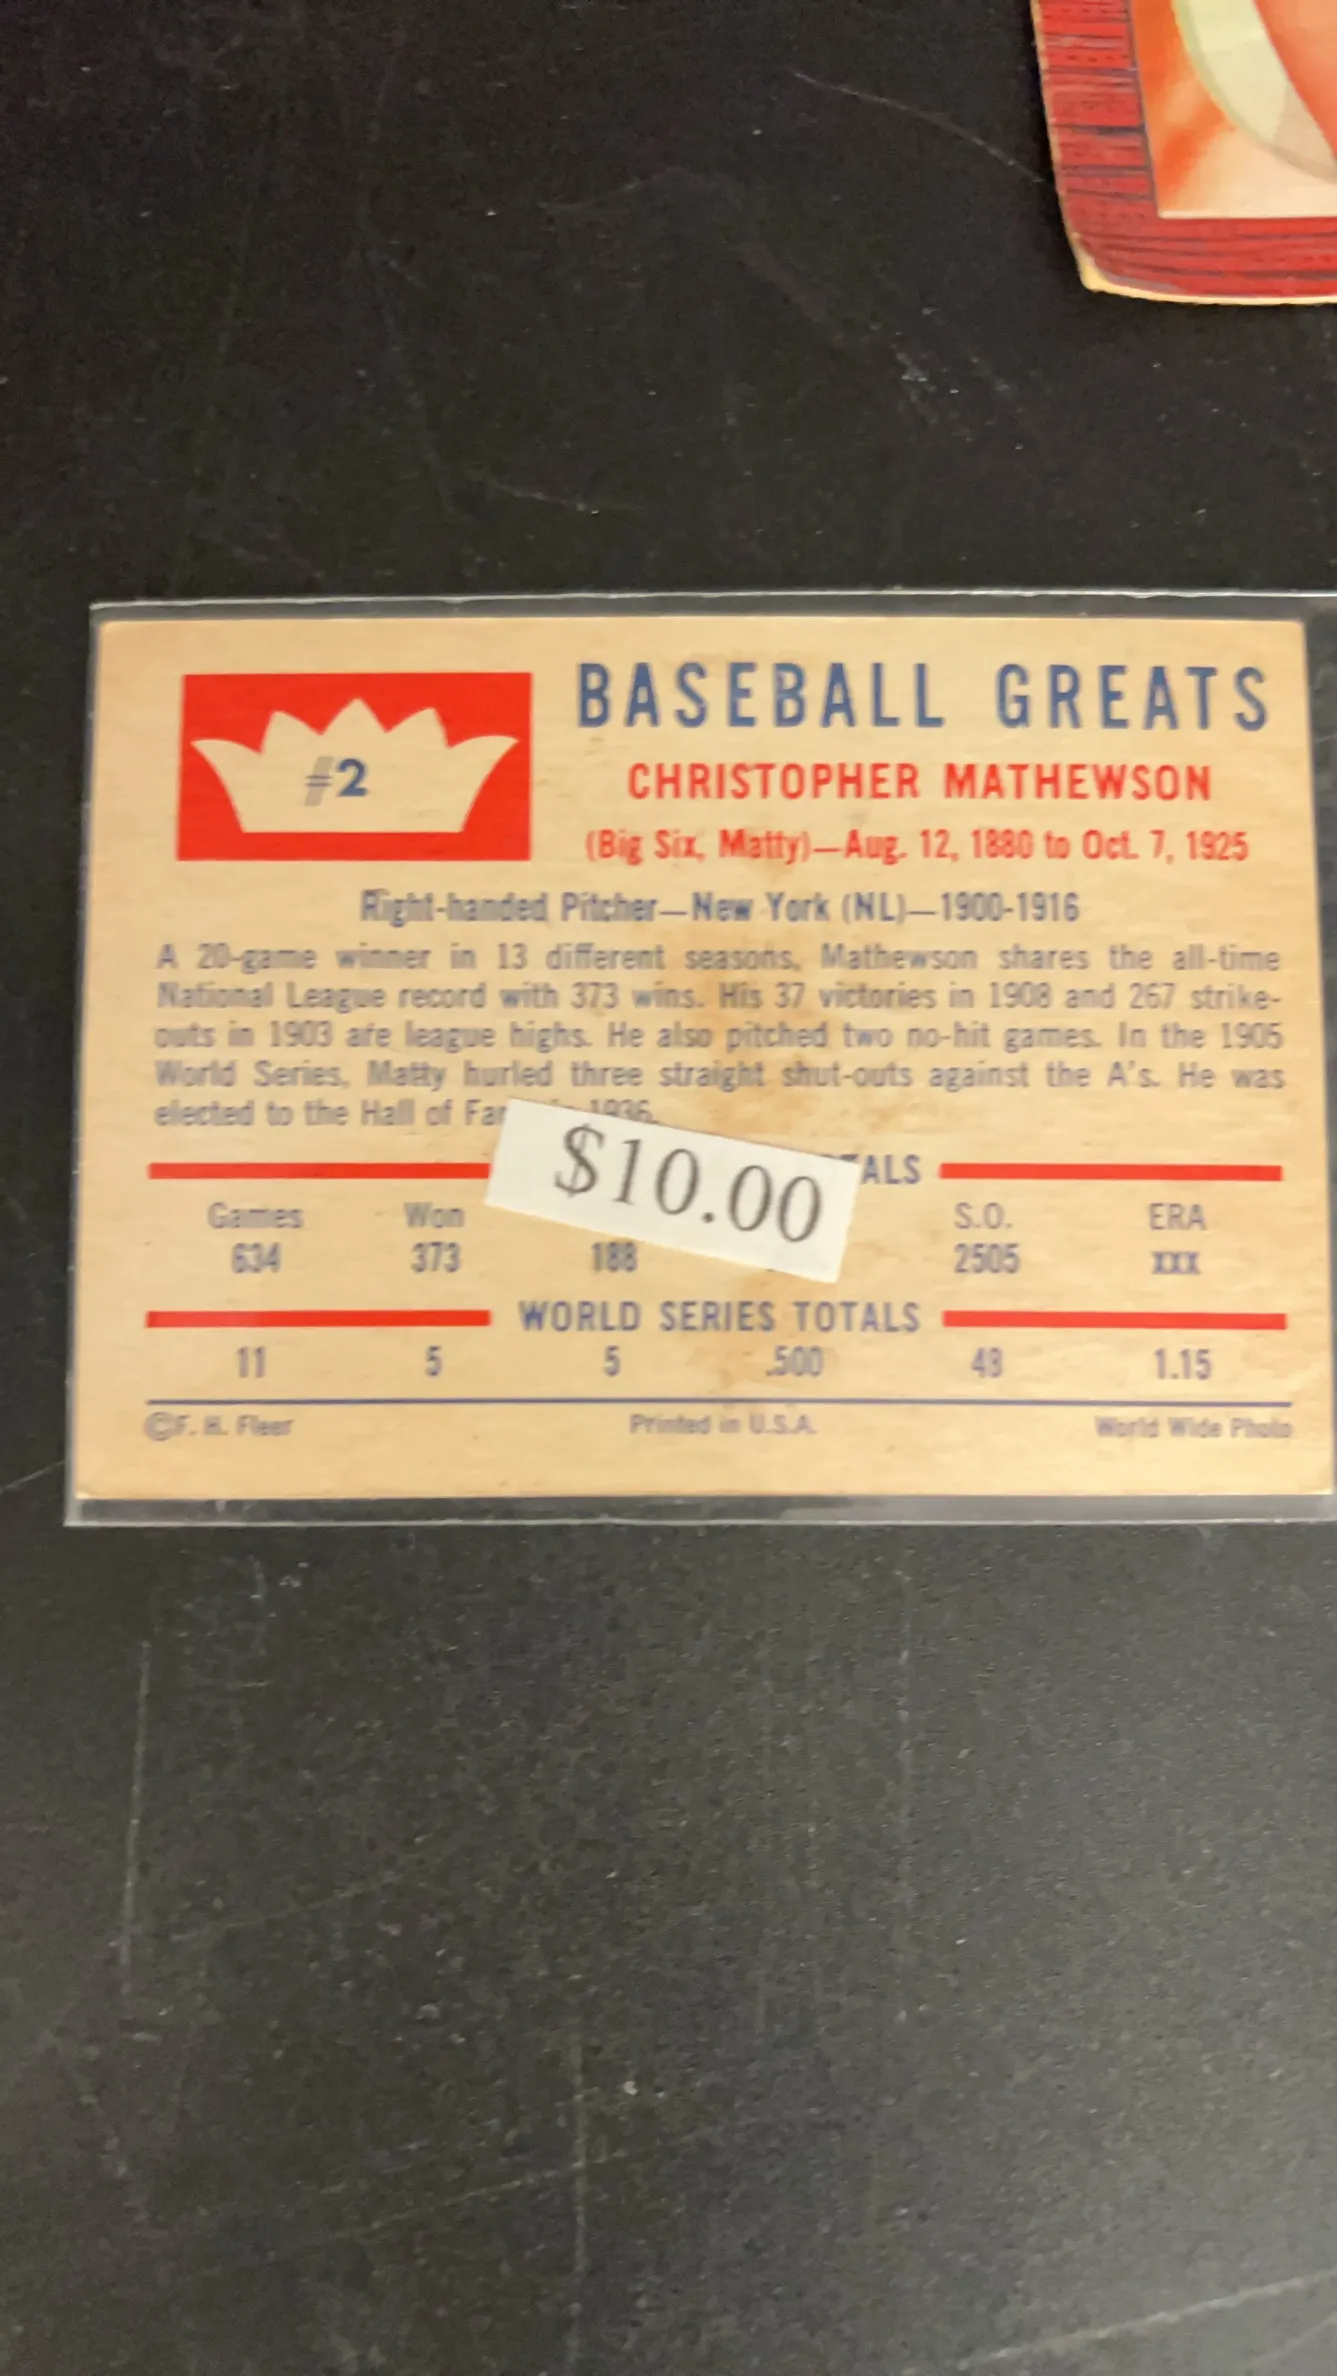 #2
BASEBALL GREATS
CHRISTOPHER MATHEWSON
(Big Six, Matty)—Aug. 12, 1880 to Oct. 7, 1925
Right-handed Pitcher—New York (NL)—1900-1916
A 20-game winner in 13 different seasons, Mathewson shares the all-time
National League record with 373 wins. His 37 victories in 1908 and 267 strike-
outs in 1903 are league highs. He also pitched two no-hit games. In the 1905
World Series, Matty hurled three straight shut-outs against the A's. He was
elected to the Hall of 1936.
$10.00
Games Won S.O. ERA
634 373 188 2505 XXX
WORLD SERIES TOTALS
11 5 5 .500 48 1.15
©F. H. Fleer Printed in U.S.A. World Wide Photo